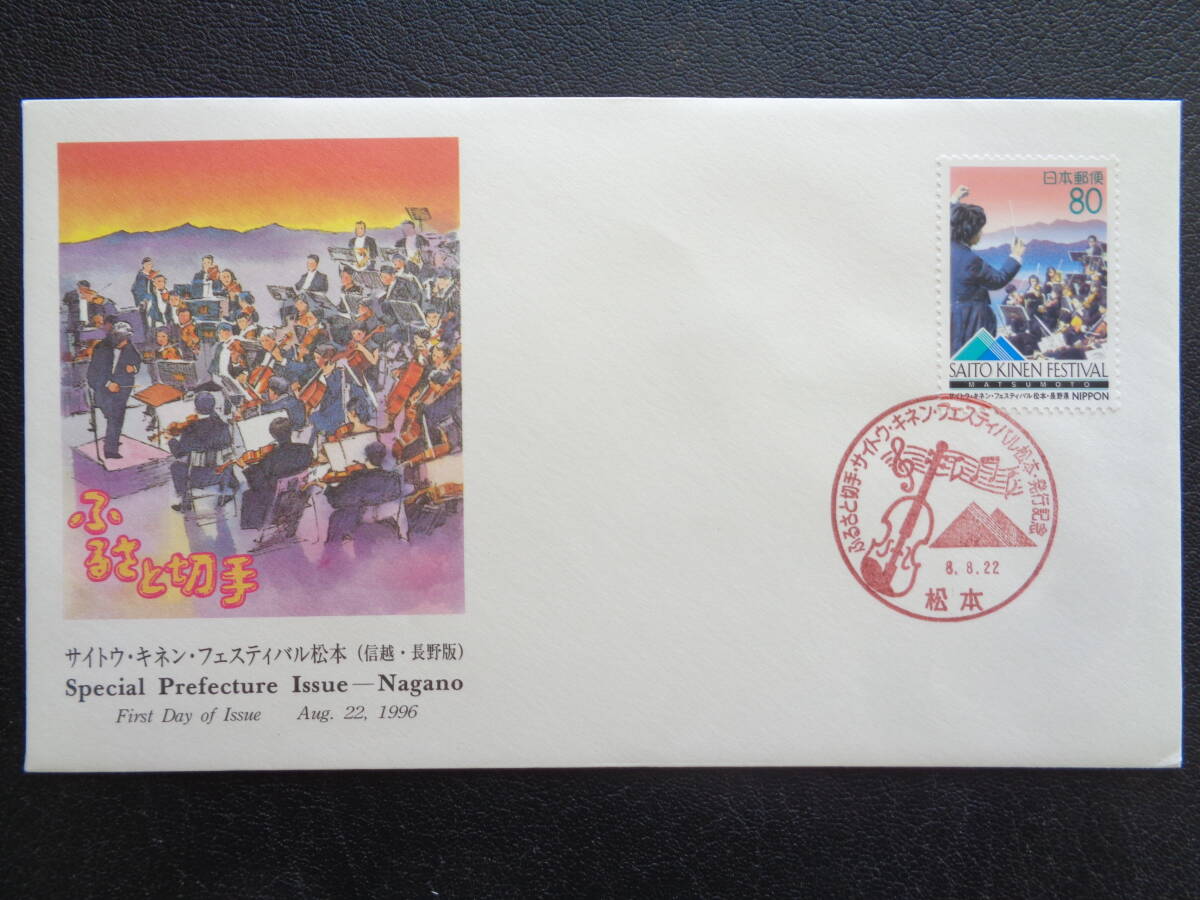 ふるさと切手
サイトウ・キネン・フェスティバル松本(信越・長野版)
Special Prefecture Issue—Nagano
First Day of Issue Aug. 22, 1996
日本郵便
80
SAITO KINEN FESTIVAL
MATSUMOTO
サイトウ・キネン・フェスティバル松本・長野県 NIPPON
ふるさと切手・サイトウ・キネン・フェスティバル松本・発行記念
8.8.22
松本